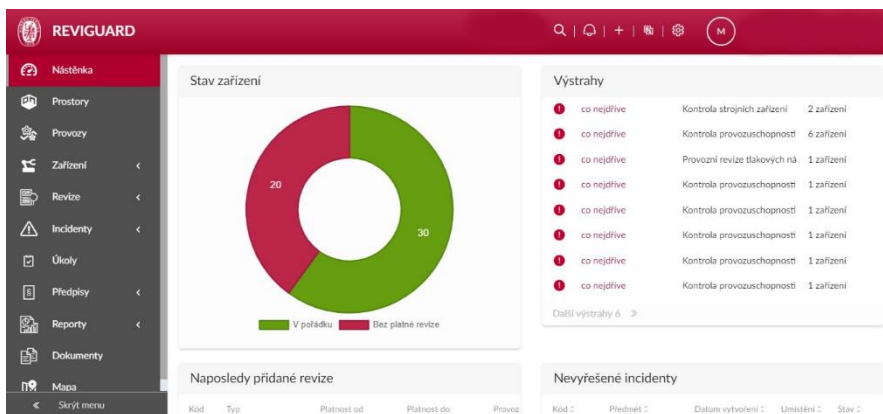 REVIGUARD
M
Nástěnka
Prostory
Provozy
Zařízení
Revize
Incidenty
Úkoly
Předpisy
Reporty
Dokumenty
Mapa
Skrýt menu
Stav zařízení
20
30
V pořádku Bez platné revize
Výstrahy
co nejdříve Kontrola strojních zařízení 2 zařízení
co nejdříve Kontrola provozuschopnosti 6 zařízení
co nejdříve Provozní revize tlakových ná 1 zařízení
co nejdříve Kontrola provozuschopnosti 1 zařízení
co nejdříve Kontrola provozuschopnosti 1 zařízení
co nejdříve Kontrola provozuschopnosti 1 zařízení
co nejdříve Kontrola provozuschopnosti 1 zařízení
co nejdříve Kontrola provozuschopnosti 1 zařízení
Další výstrahy 6
Naposledy přidané revize
Kód Typ Platnost od Platnost do Provoz
Nevyřešené incidenty
Kód Předmět Datum vytvoření Umístění Stav